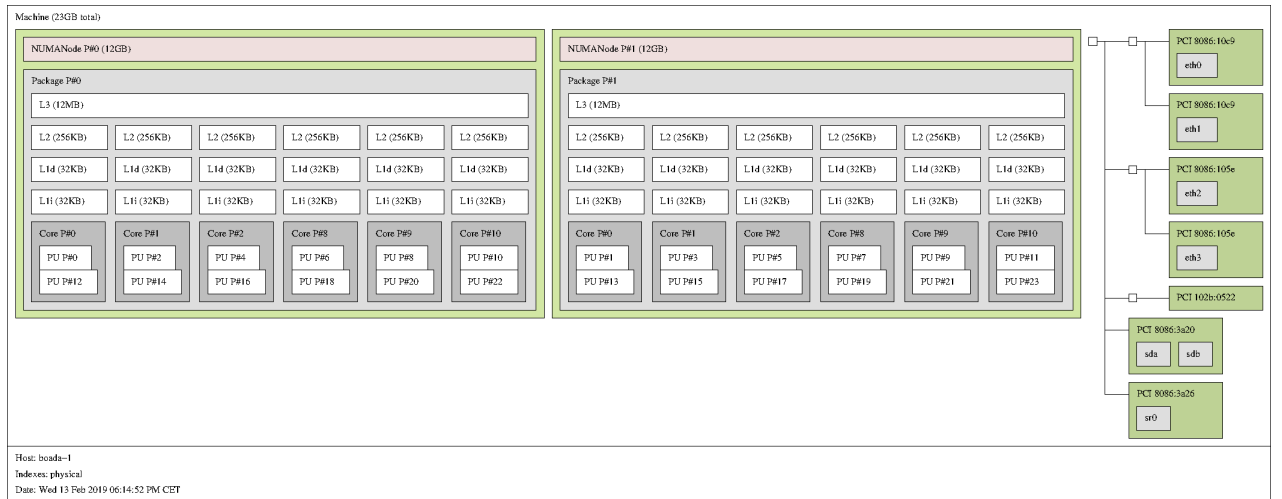 Machine (23GB total)
NUMANode P#0 (12GB)
Package P#0
L3 (12MB)
L2 (256KB) L2 (256KB) L2 (256KB) L2 (256KB) L2 (256KB) L2 (256KB)
L1d (32KB) L1d (32KB) L1d (32KB) L1d (32KB) L1d (32KB) L1d (32KB)
L1i (32KB) L1i (32KB) L1i (32KB) L1i (32KB) L1i (32KB) L1i (32KB)
Core P#0 Core P#1 Core P#2 Core P#8 Core P#9 Core P#10
PU P#0 PU P#2 PU P#4 PU P#6 PU P#8 PU P#10
PU P#12 PU P#14 PU P#16 PU P#18 PU P#20 PU P#22
NUMANode P#1 (12GB)
Package P#1
L3 (12MB)
L2 (256KB) L2 (256KB) L2 (256KB) L2 (256KB) L2 (256KB) L2 (256KB)
L1d (32KB) L1d (32KB) L1d (32KB) L1d (32KB) L1d (32KB) L1d (32KB)
L1i (32KB) L1i (32KB) L1i (32KB) L1i (32KB) L1i (32KB) L1i (32KB)
Core P#0 Core P#1 Core P#2 Core P#8 Core P#9 Core P#10
PU P#1 PU P#3 PU P#5 PU P#7 PU P#9 PU P#11
PU P#13 PU P#15 PU P#17 PU P#19 PU P#21 PU P#23
PCI 8086:10c9
eth0
PCI 8086:10c9
eth1
PCI 8086:105e
eth2
PCI 8086:105e
eth3
PCI 102b:0522
PCI 8086:3a20
sda sdb
PCI 8086:3a26
sr0
Host: boada-1
Indexes: physical
Date: Wed 13 Feb 2019 06:14:52 PM CET